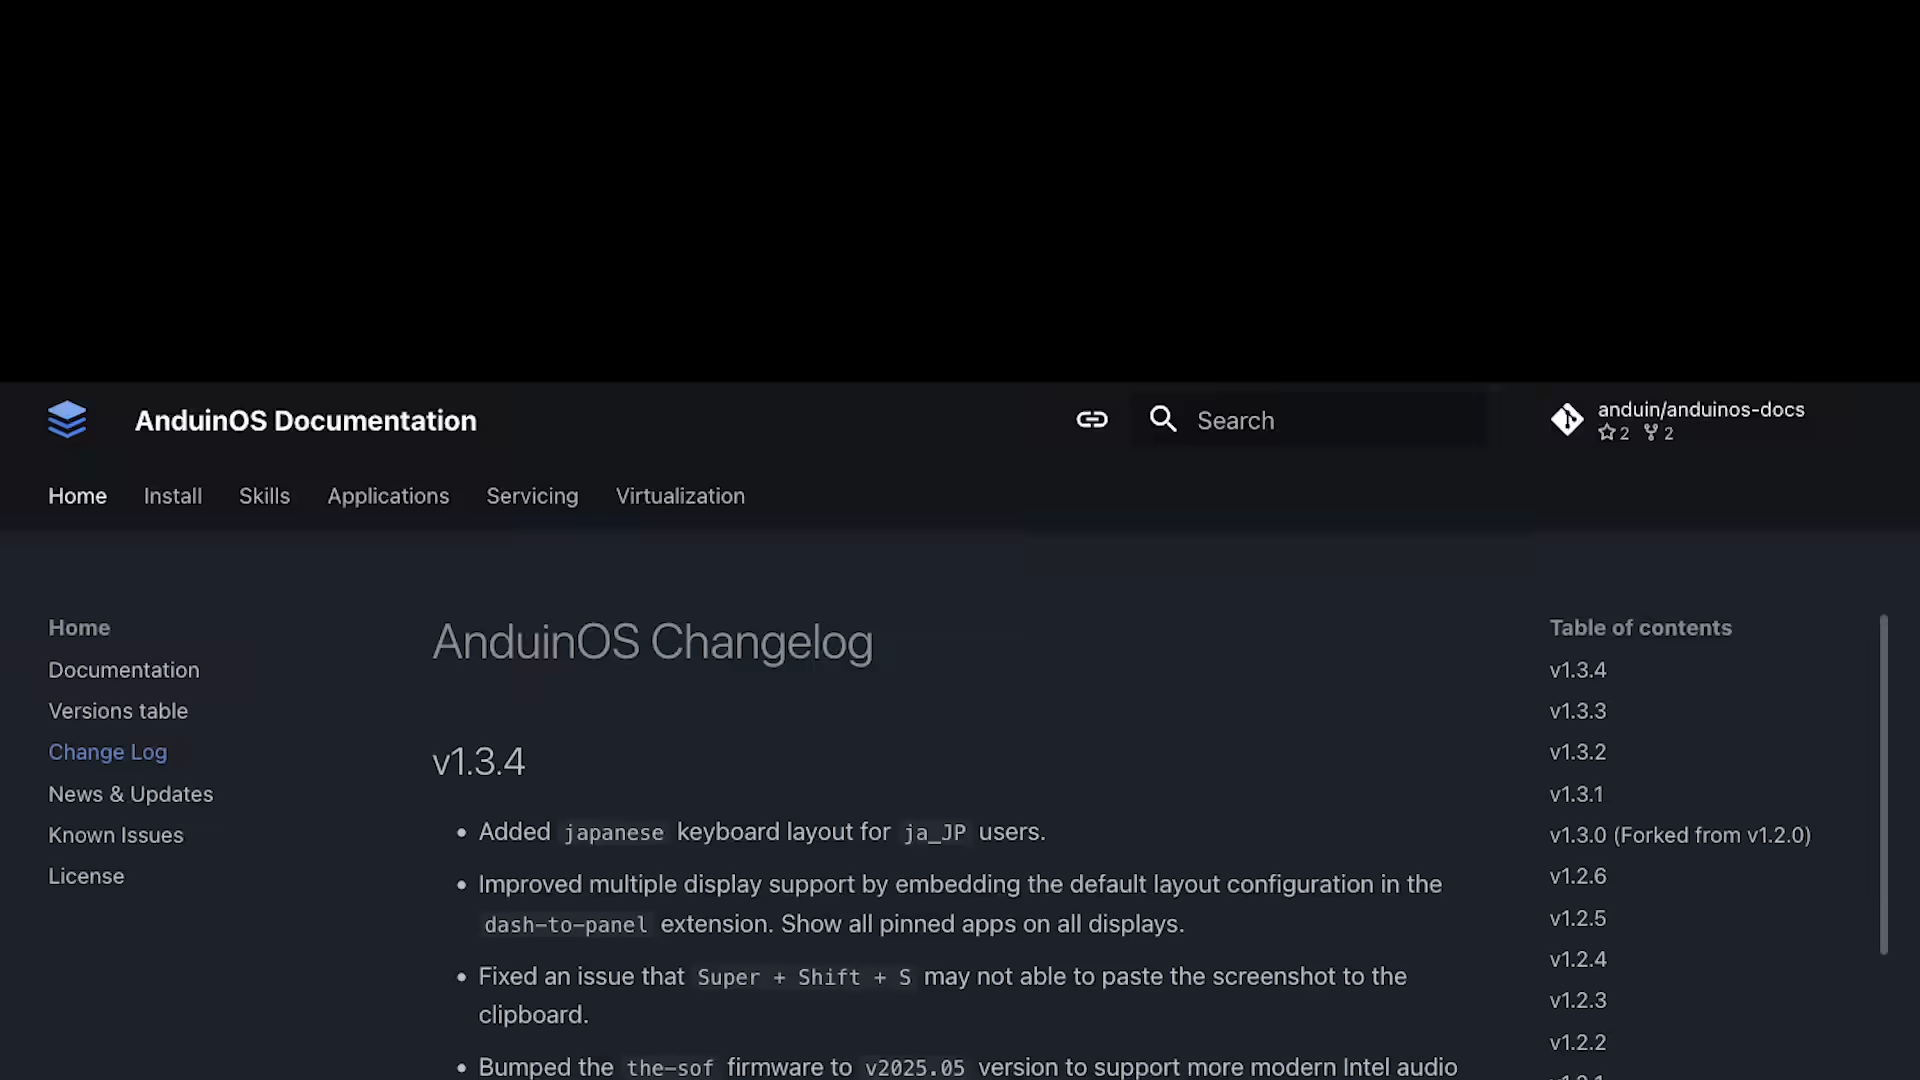 AnduinOS Documentation
Search
anduin/anduinos-docs
2 2
Home Install Skills Applications Servicing Virtualization
Home
Documentation
Versions table
Change Log
News & Updates
Known Issues
License
AnduinOS Changelog
v1.3.4
• Added japanese keyboard layout for ja_JP users.
• Improved multiple display support by embedding the default layout configuration in the
dash-to-panel extension. Show all pinned apps on all displays.
• Fixed an issue that Super + Shift + S may not able to paste the screenshot to the
clipboard.
• Bumped the the-sof firmware to v2025.05 version to support more modern Intel audio
Table of contents
v1.3.4
v1.3.3
v1.3.2
v1.3.1
v1.3.0 (Forked from v1.2.0)
v1.2.6
v1.2.5
v1.2.4
v1.2.3
v1.2.2